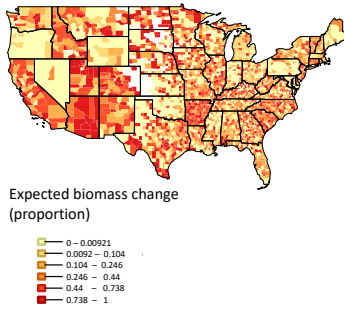 Expected biomass change
(proportion)
0 – 0.00921
0.0092 – 0.104
0.104 – 0.246
0.246 – 0.44
0.44 – 0.738
0.738 – 1